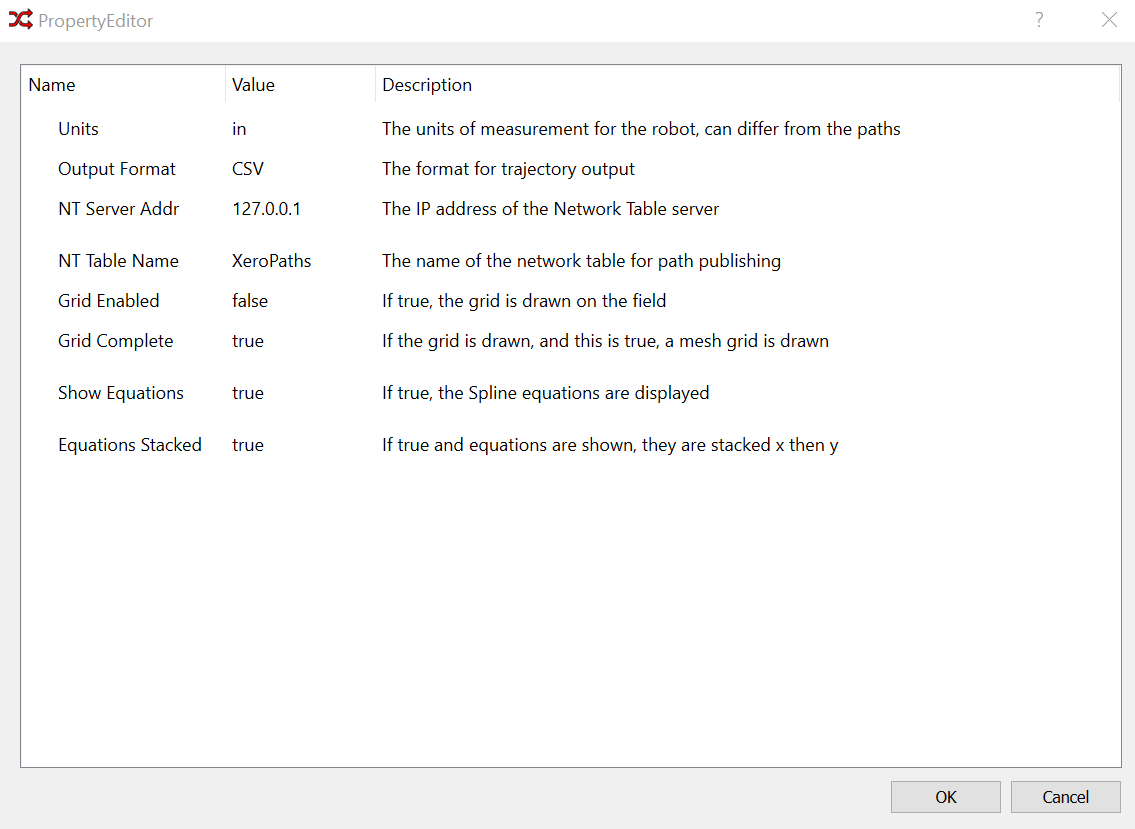 PropertyEditor
Name Value Description
Units in The units of measurement for the robot, can differ from the paths
Output Format CSV The format for trajectory output
NT Server Addr 127.0.0.1 The IP address of the Network Table server
NT Table Name XeroPaths The name of the network table for path publishing
Grid Enabled false If true, the grid is drawn on the field
Grid Complete true If the grid is drawn, and this is true, a mesh grid is drawn
Show Equations true If true, the Spline equations are displayed
Equations Stacked true If true and equations are shown, they are stacked x then y
OK Cancel